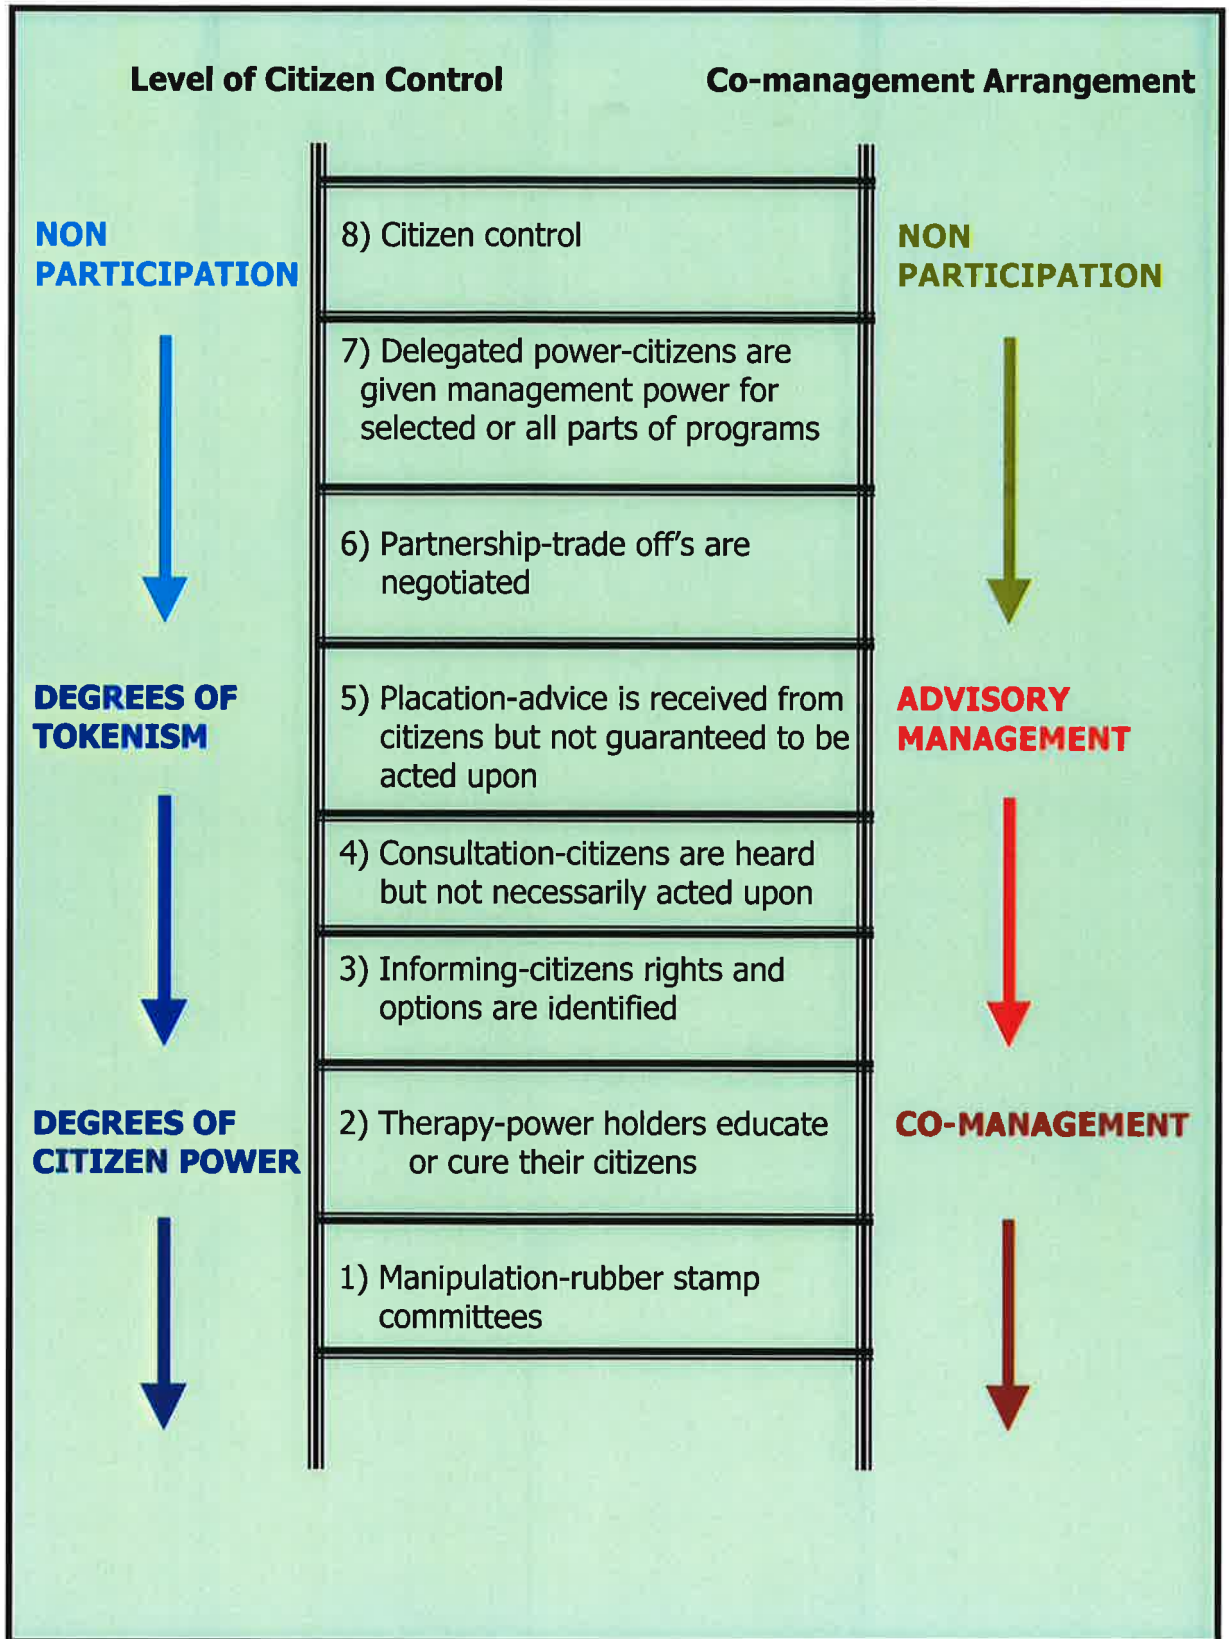 Level of Citizen Control
Co-management Arrangement
NON
PARTICIPATION
8) Citizen control
NON
PARTICIPATION
7) Delegated power-citizens are
given management power for
selected or all parts of programs
6) Partnership-trade off's are
negotiated
DEGREES OF
TOKENISM
5) Placation-advice is received from
citizens but not guaranteed to be
acted upon
ADVISORY
MANAGEMENT
4) Consultation-citizens are heard
but not necessarily acted upon
3) Informing-citizens rights and
options are identified
DEGREES OF
CITIZEN POWER
2) Therapy-power holders educate
or cure their citizens
CO-MANAGEMENT
1) Manipulation-rubber stamp
committees